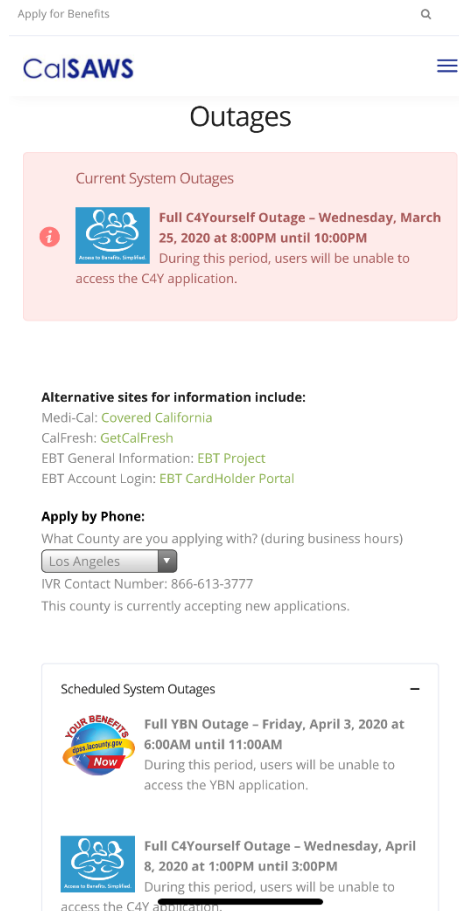 Apply for Benefits
CalSAWS
Outages
Current System Outages
Access to Benefits. Simplified.
Full C4Yourself Outage – Wednesday, March
25, 2020 at 8:00PM until 10:00PM
During this period, users will be unable to
access the C4Y application.
Alternative sites for information include:
Medi-Cal: Covered California
CalFresh: GetCalFresh
EBT General Information: EBT Project
EBT Account Login: EBT CardHolder Portal
Apply by Phone:
What County are you applying with? (during business hours)
Los Angeles
IVR Contact Number: 866-613-3777
This county is currently accepting new applications.
Scheduled System Outages
YOUR BENEFITS
dpss.lacounty.gov
Now
Full YBN Outage – Friday, April 3, 2020 at
6:00AM until 11:00AM
During this period, users will be unable to
access the YBN application.
Access to Benefits. Simplified.
Full C4Yourself Outage – Wednesday, April
8, 2020 at 1:00PM until 3:00PM
During this period, users will be unable to
access the C4Y application.